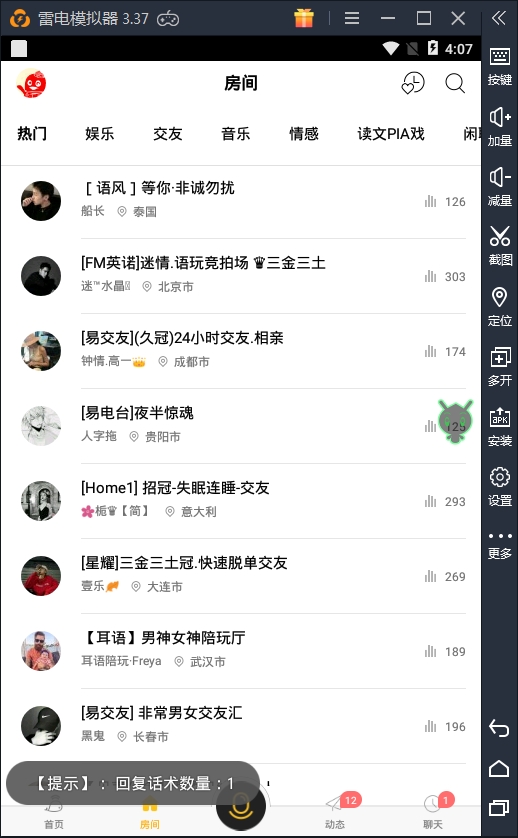 雷电模拟器 3.37
4:07
房间
热门 娱乐 交友 音乐 情感 读文PIA戏
[ 语风 ] 等你·非诚勿扰
船长 泰国
126
[FM英诺]迷情.语玩竞拍场 ♛三金三土
迷™水晶 北京市
303
[易交友](久冠)24小时交友.相亲
钟情.高一👑 成都市
174
[易电台]夜半惊魂
人字拖 贵阳市
125
[Home1] 招冠-失眠连睡-交友
🌸栀♛【简】 意大利
293
[星耀]三金三土冠.快速脱单交友
壹乐 大连市
269
【耳语】男神女神陪玩厅
耳语陪玩·Freya 武汉市
189
[易交友] 非常男女交友汇
黑鬼 长春市
196
【提示】：回复话术数量：1
首页
房间
12
动态
1
聊天
按键
加量
减量
截图
定位
多开
APK
安装
设置
更多